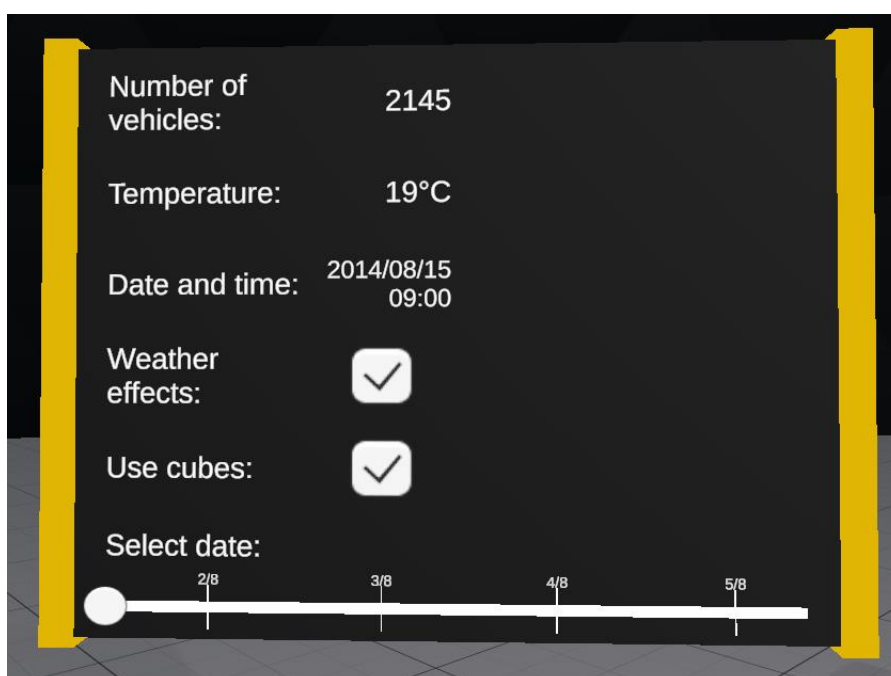 Number of
vehicles:
2145
Temperature:
19°C
Date and time:
2014/08/15
09:00
Weather
effects:
Use cubes:
Select date:
2/8
3/8
4/8
5/8